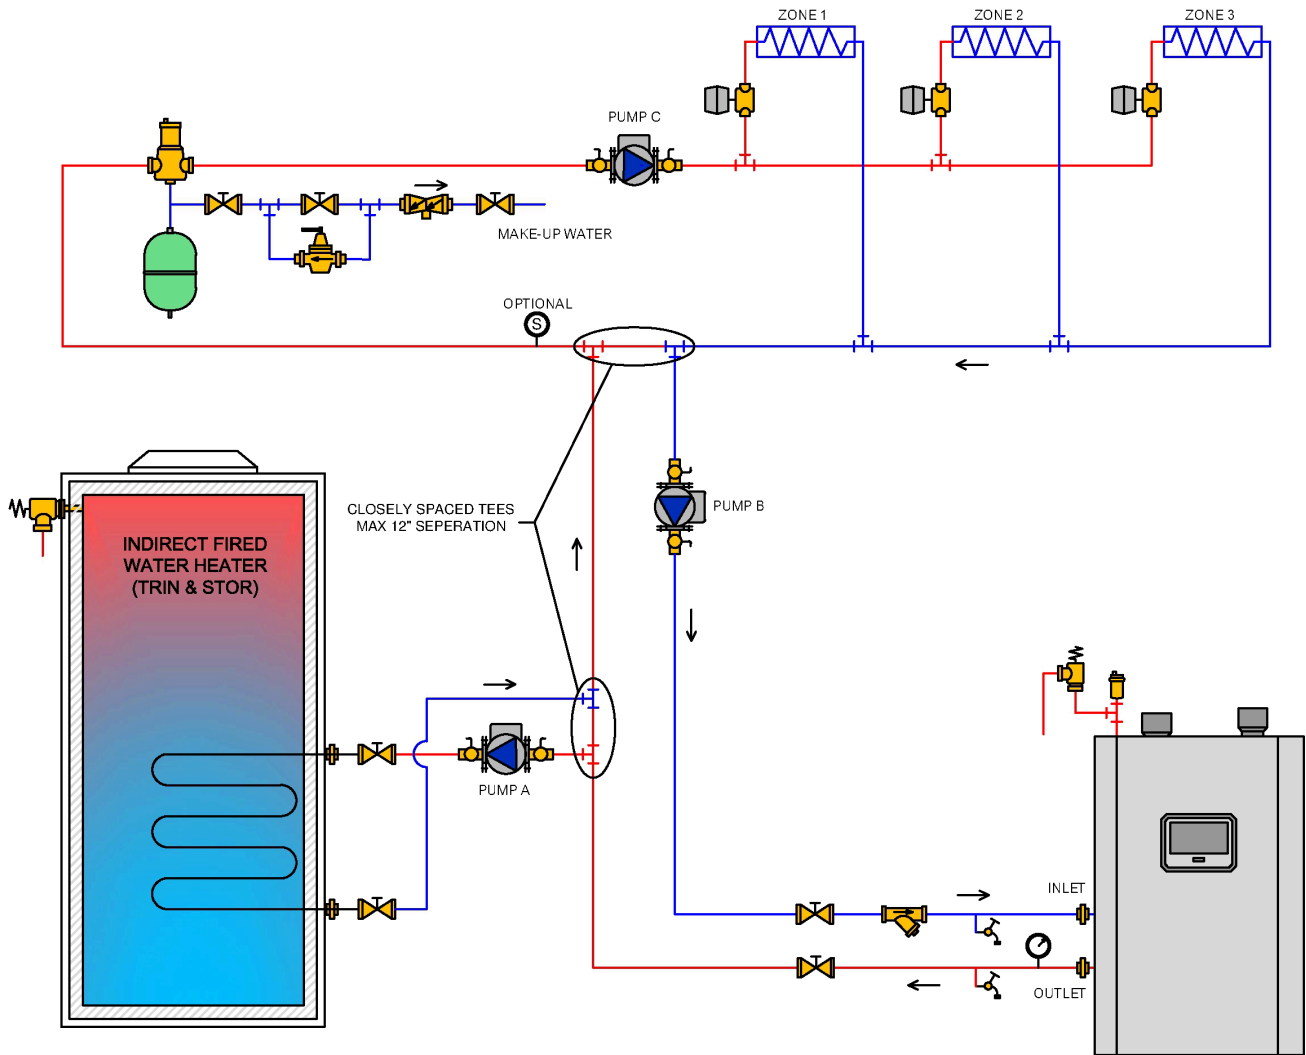 ZONE 1
ZONE 2
ZONE 3
PUMP C
MAKE-UP WATER
OPTIONAL
S
CLOSELY SPACED TEES
MAX 12" SEPERATION
PUMP B
INDIRECT FIRED
WATER HEATER
(TRIN & STOR)
PUMP A
INLET
OUTLET